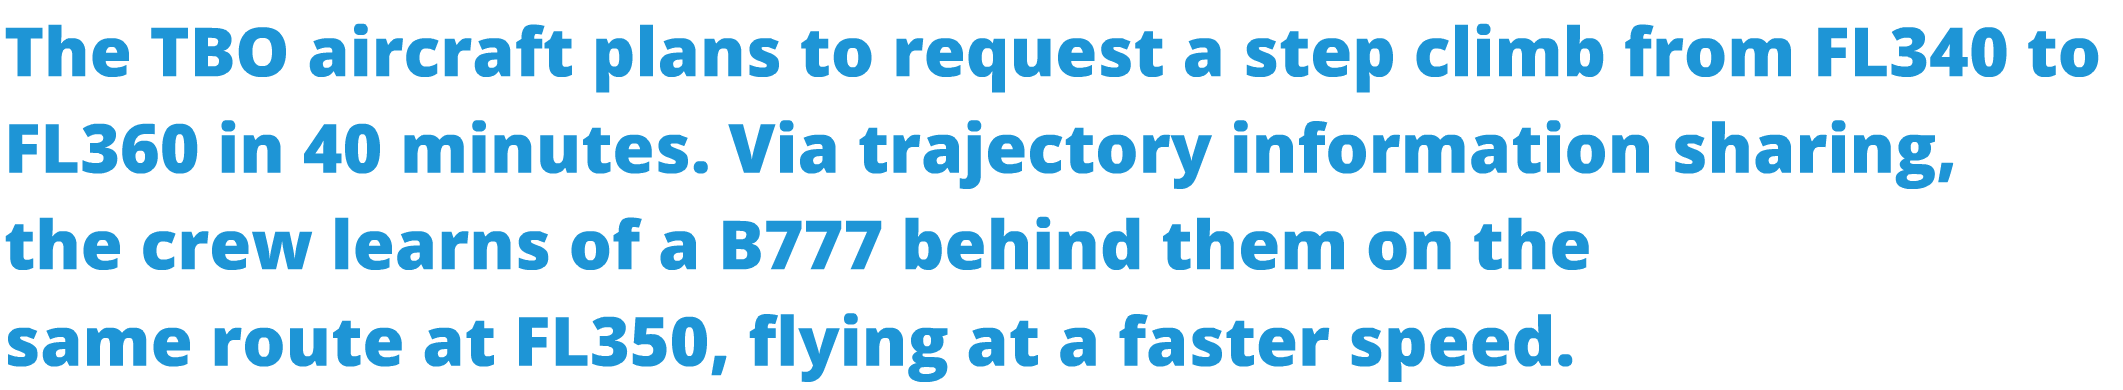 The TBO aircraft plans to request a step climb from FL340 to
FL360 in 40 minutes. Via trajectory information sharing,
the crew learns of a B777 behind them on the
same route at FL350, flying at a faster speed.